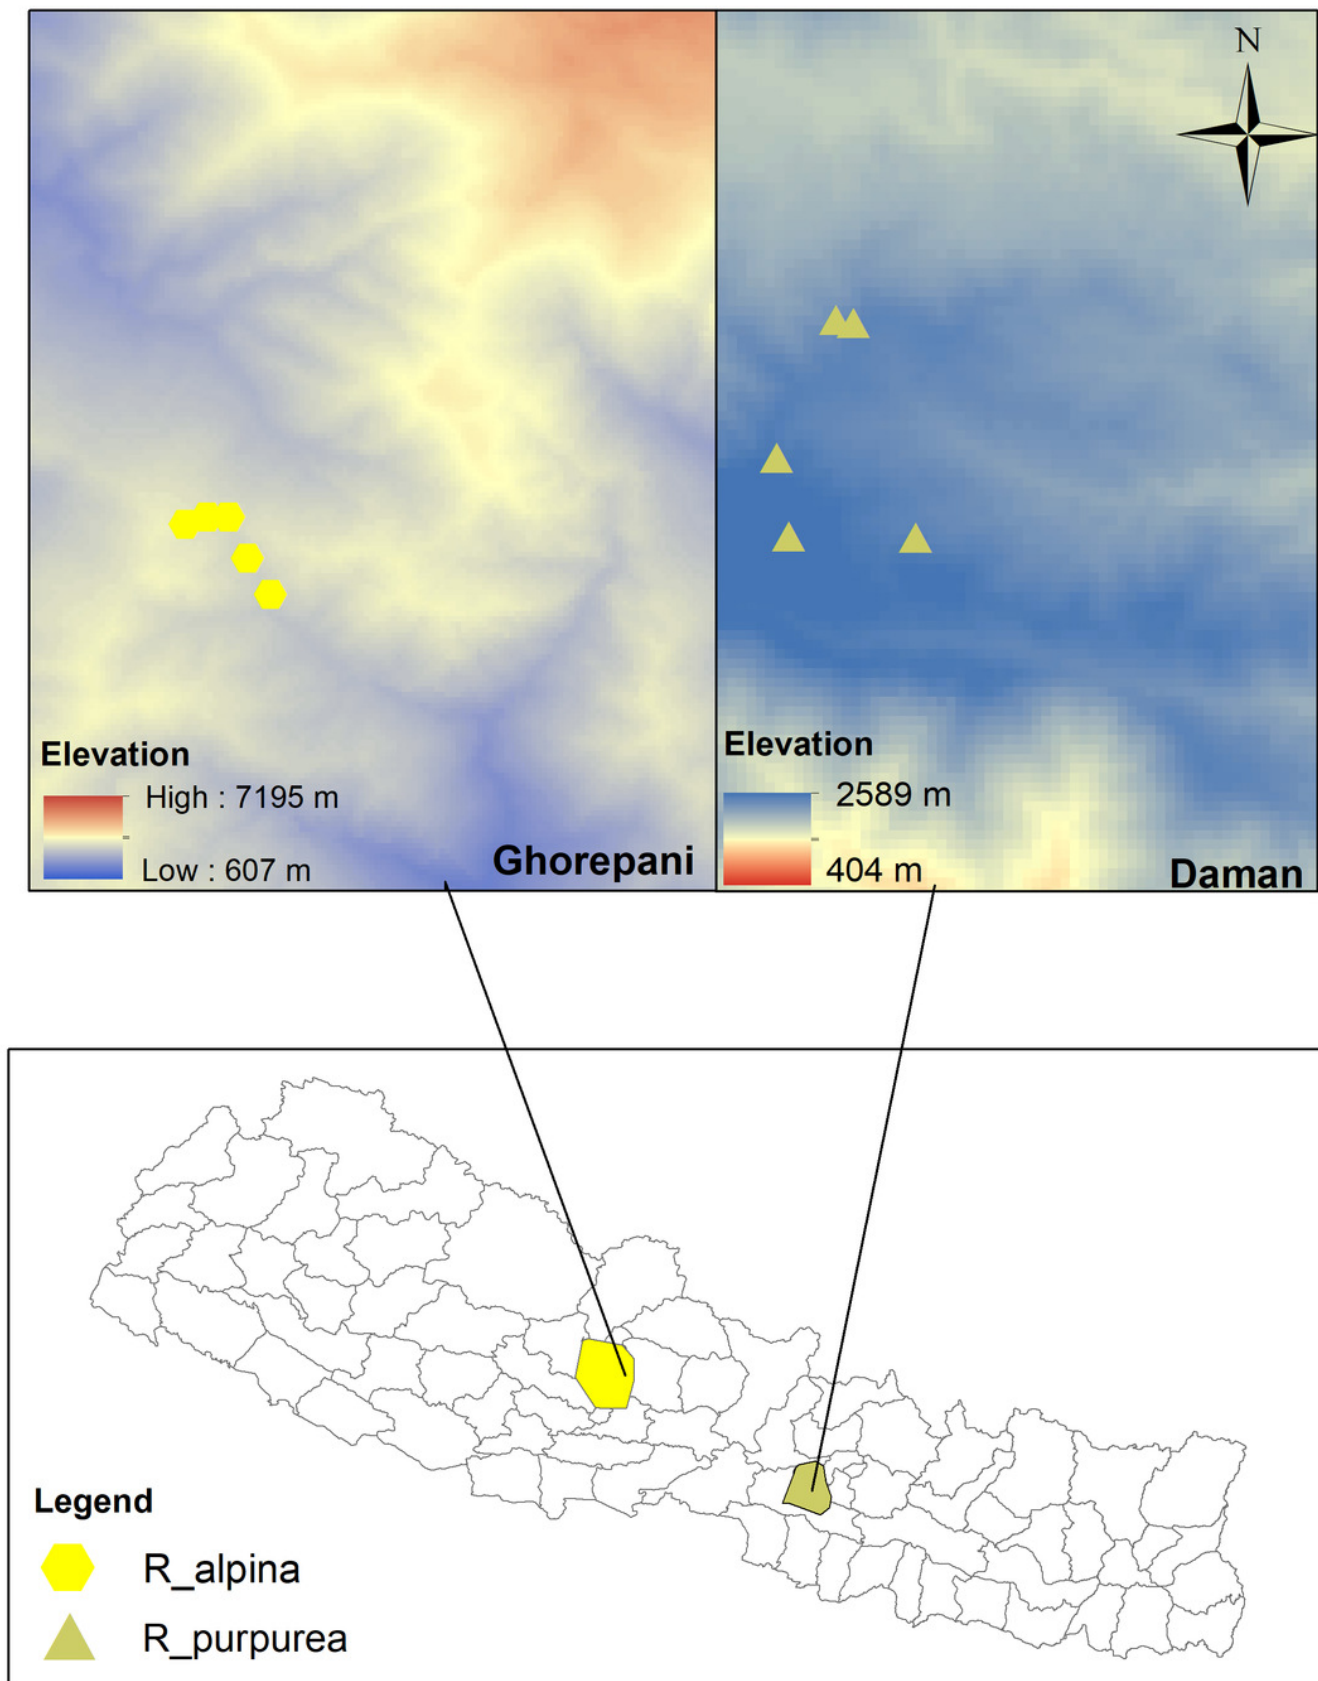 N
Elevation
High : 7195 m
Low : 607 m
Ghorepani
Elevation
2589 m
404 m
Daman
Legend
R_alpina
R_purpurea